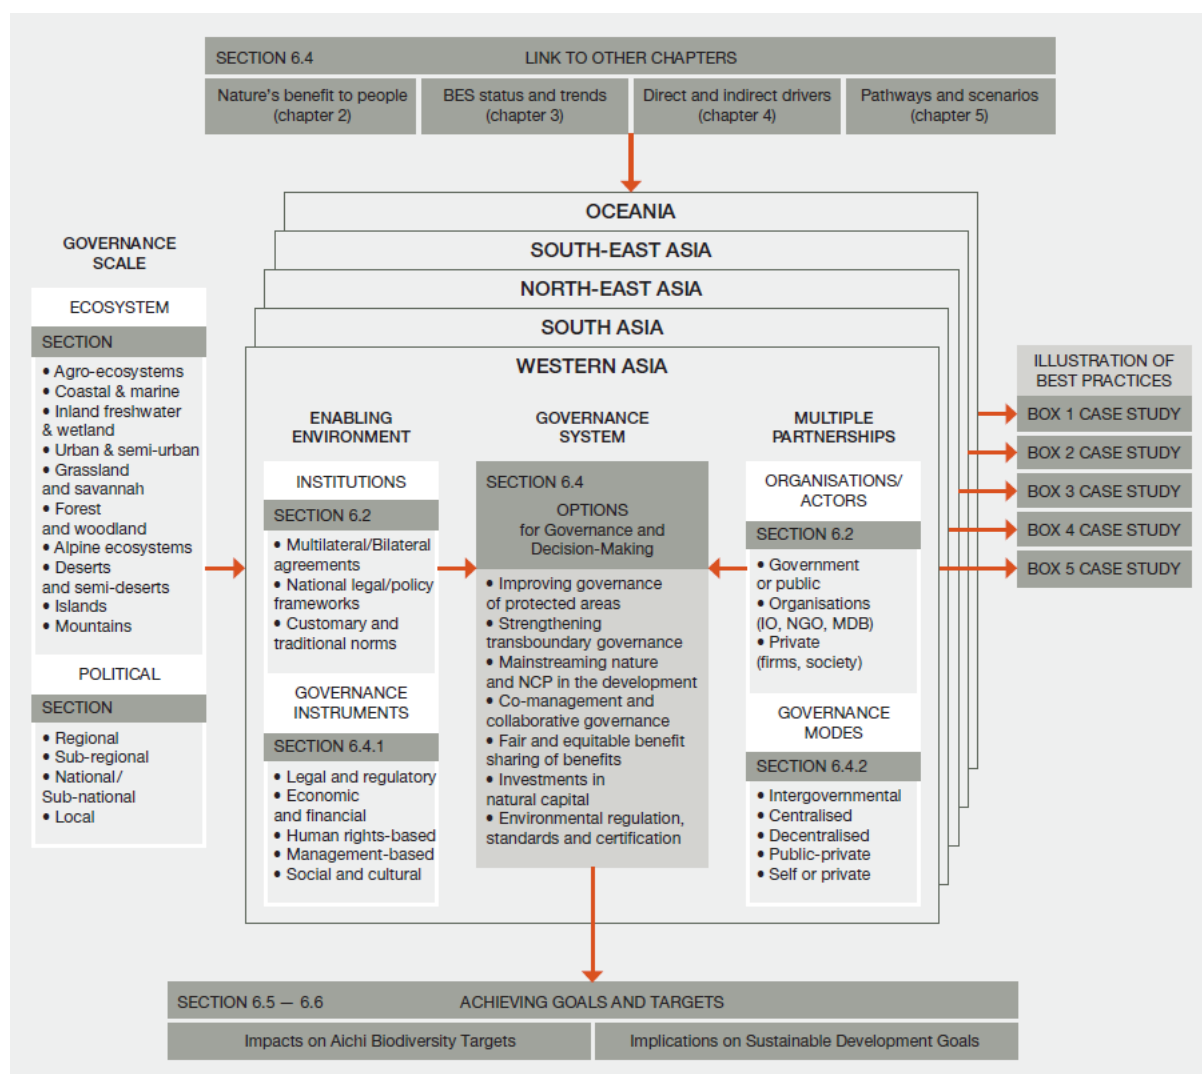 SECTION 6.4
LINK TO OTHER CHAPTERS
Nature's benefit to people
(chapter 2)
BES status and trends
(chapter 3)
Direct and indirect drivers
(chapter 4)
Pathways and scenarios
(chapter 5)
OCEANIA
SOUTH-EAST ASIA
NORTH-EAST ASIA
SOUTH ASIA
WESTERN ASIA
GOVERNANCE
SCALE
ECOSYSTEM
SECTION
• Agro-ecosystems
• Coastal & marine
• Inland freshwater
& wetland
• Urban & semi-urban
• Grassland
and savannah
• Forest
and woodland
• Alpine ecosystems
• Deserts
and semi-deserts
• Islands
• Mountains
POLITICAL
SECTION
• Regional
• Sub-regional
• National/
Sub-national
• Local
ENABLING
ENVIRONMENT
INSTITUTIONS
SECTION 6.2
• Multilateral/Bilateral
agreements
• National legal/policy
frameworks
• Customary and
traditional norms
GOVERNANCE
INSTRUMENTS
SECTION 6.4.1
• Legal and regulatory
• Economic
and financial
• Human rights-based
• Management-based
• Social and cultural
GOVERNANCE
SYSTEM
SECTION 6.4
OPTIONS
for Governance and
Decision-Making
• Improving governance
of protected areas
• Strengthening
transboundary governance
• Mainstreaming nature
and NCP in the development
• Co-management and
collaborative governance
• Fair and equitable benefit
sharing of benefits
• Investments in
natural capital
• Environmental regulation,
standards and certification
MULTIPLE
PARTNERSHIPS
ORGANISATIONS/
ACTORS
SECTION 6.2
• Government
or public
• Organisations
(IO, NGO, MDB)
• Private
(firms, society)
GOVERNANCE
MODES
SECTION 6.4.2
• Intergovernmental
• Centralised
• Decentralised
• Public-private
• Self or private
ILLUSTRATION OF
BEST PRACTICES
BOX 1 CASE STUDY
BOX 2 CASE STUDY
BOX 3 CASE STUDY
BOX 4 CASE STUDY
BOX 5 CASE STUDY
SECTION 6.5 — 6.6
ACHIEVING GOALS AND TARGETS
Impacts on Aichi Biodiversity Targets
Implications on Sustainable Development Goals